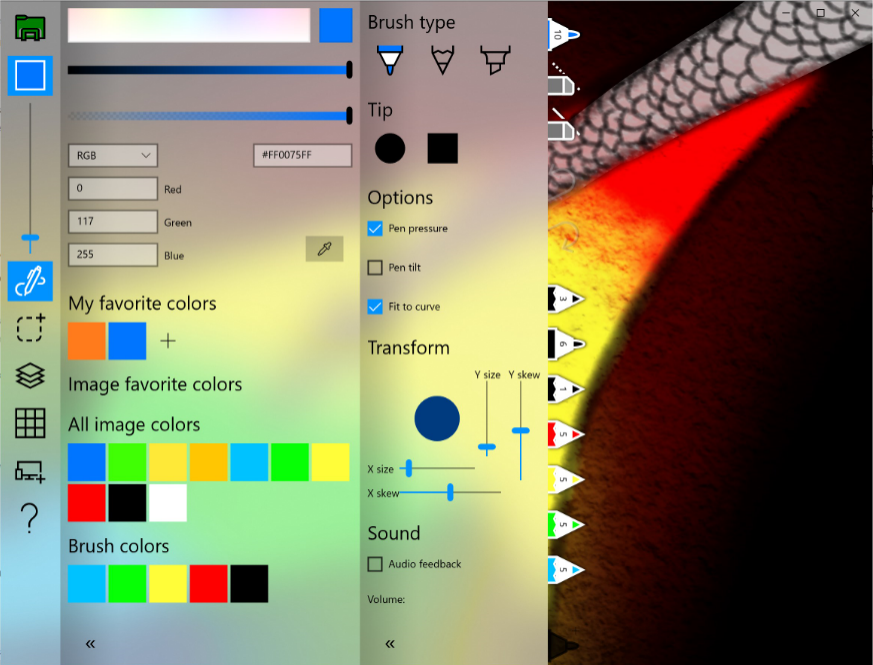 RGB
#FF0075FF
0 Red
117 Green
255 Blue
My favorite colors
Image favorite colors
All image colors
Brush colors
«
Brush type
Tip
Options
Pen pressure
Pen tilt
Fit to curve
Transform
Y size Y skew
X size
X skew
Sound
Audio feedback
Volume:
«
10
3
6
1
5
5
5
5